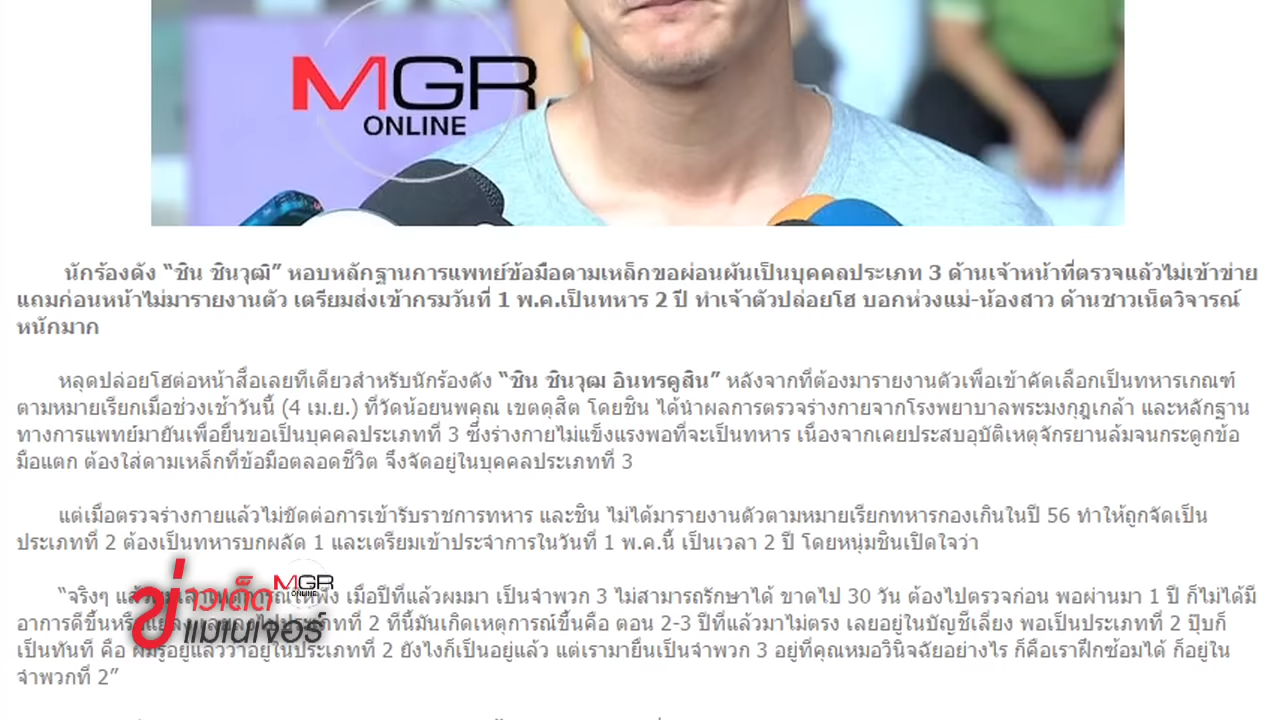 MGR
ONLINE
นักร้องดัง “ชิน ชินวุฒิ” หอบหลักฐานการแพทย์ข้อมือดามเหล็กขอผ่อนผันเป็นบุคคลประเภท 3 ด้านเจ้าหน้าที่ตรวจแล้วไม่เข้าข่าย
แถมก่อนหน้าไม่มารายงานตัว เตรียมส่งเข้ากรมวันที่ 1 พ.ค.เป็นทหาร 2 ปี ทำเจ้าตัวปล่อยโฮ บอกห่วงแม่-น้องสาว ด้านชาวเน็ตวิจารณ์
หนักมาก
หลุดปล่อยโฮต่อหน้าสื่อเลยทีเดียวสำหรับนักร้องดัง “ชิน ชินวุฒ อินทรคูสิน” หลังจากที่ต้องมารายงานตัวเพื่อเข้าคัดเลือกเป็นทหารเกณฑ์
ตามหมายเรียกเมื่อช่วงเช้าวันนี้ (4 เม.ย.) ที่วัดน้อยนพคุณ เขตดุสิต โดยชิน ได้นำผลการตรวจร่างกายจากโรงพยาบาลพระมงกุฎเกล้า และหลักฐาน
ทางการแพทย์มายันเพื่อยื่นขอเป็นบุคคลประเภทที่ 3 ซึ่งร่างกายไม่แข็งแรงพอที่จะเป็นทหาร เนื่องจากเคยประสบอุบัติเหตุจักรยานล้มจนกระดูกข้อ
มือแตก ต้องใส่ดามเหล็กที่ข้อมือตลอดชีวิต จึงจัดอยู่ในบุคคลประเภทที่ 3
แต่เมื่อตรวจร่างกายแล้วไม่ขัดต่อการเข้ารับราชการทหาร และชิน ไม่ได้มารายงานตัวตามหมายเรียกทหารกองเกินในปี 56 ทำให้ถูกจัดเป็น
ประเภทที่ 2 ต้องเป็นทหารบกผลัด 1 และเตรียมเข้าประจำการในวันที่ 1 พ.ค.นี้ เป็นเวลา 2 ปี โดยหนุ่มชินเปิดใจว่า
“จริงๆ เมื่อปีที่แล้วผมมา เป็นจำพวก 3 ไม่สามารถรักษาได้ ขาดไป 30 วัน ต้องไปตรวจก่อน พอผ่านมา 1 ปี ก็ไม่ได้มี
อาการดีขึ้น ประเภทที่ 2 ทีนี้มันเกิดเหตุการณ์ขึ้นคือ ตอน 2-3 ปีที่แล้วมาไม่ตรง เลยอยู่ในบัญชีเลี่ยง พอเป็นประเภทที่ 2 ปุ๊บก็
เป็นทันที คือ ผมรู้อยู่แล้วว่าอยู่ในประเภทที่ 2 ยังไงก็เป็นอยู่แล้ว แต่เรามายื่นเป็นจำพวก 3 อยู่ที่คุณหมอวินิจฉัยอย่างไร ก็คือเราฝึกซ้อมได้ ก็อยู่ใน
จำพวกที่ 2”
ข่าวเด็ด
แมเนเจอร์
MGR
ONLINE